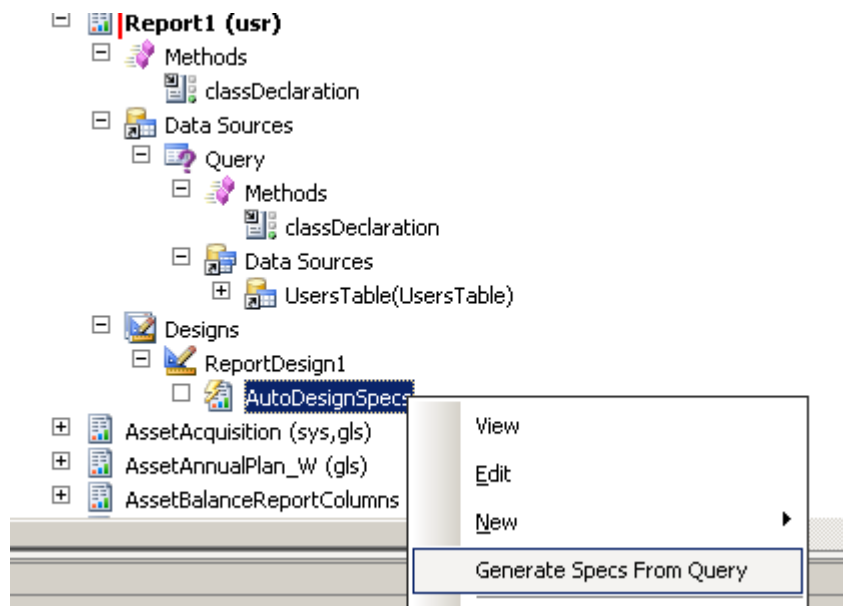 Report1 (usr)
Methods
classDeclaration
Data Sources
Query
Methods
classDeclaration
Data Sources
UsersTable(UsersTable)
Designs
ReportDesign1
AutoDesignSpecs
AssetAcquisition (sys,gls)
AssetAnnualPlan_W (gls)
AssetBalanceReportColumns
View
Edit
New
Generate Specs From Query